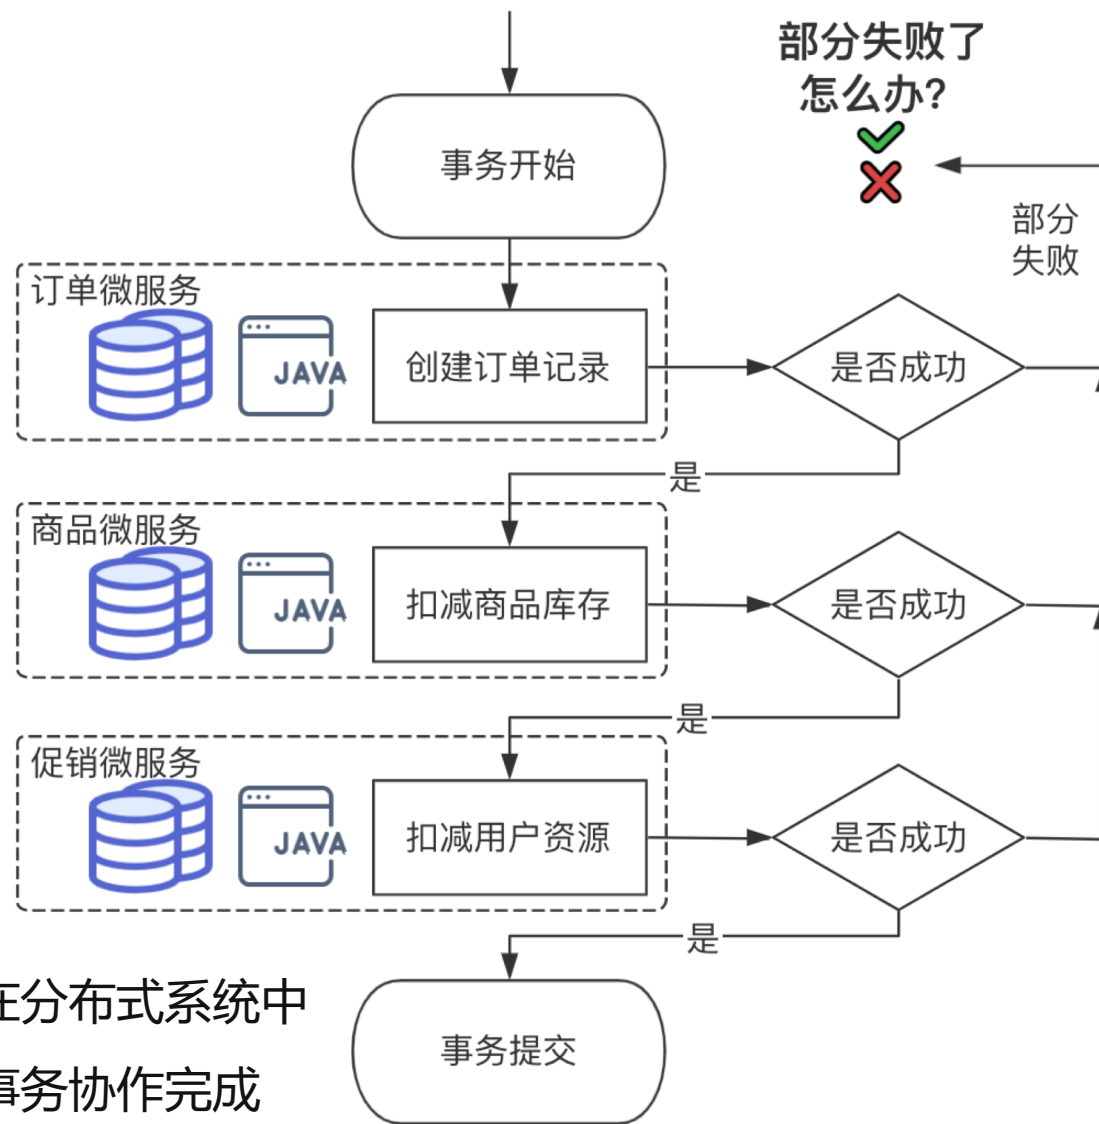 部分失败了
怎么办?
事务开始
部分
失败
订单微服务
JAVA
创建订单记录
是否成功
是
商品微服务
JAVA
扣减商品库存
是否成功
是
促销微服务
JAVA
扣减用户资源
是否成功
是
在分布式系统中
事务提交
事务协作完成